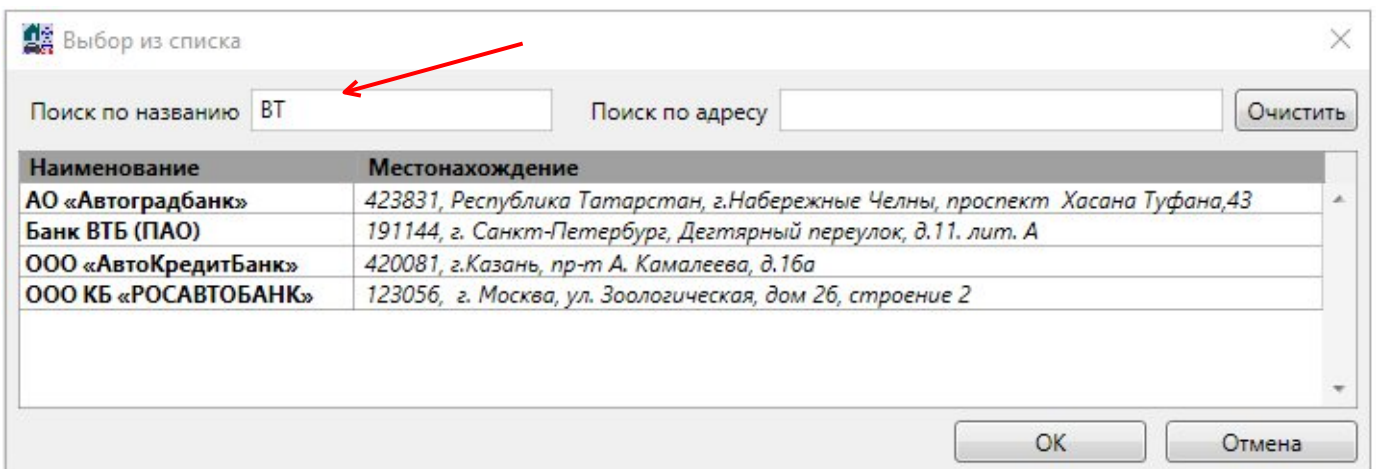 Выбор из списка
Поиск по названию ВТ Поиск по адресу Очистить
Наименование Местонахождение
АО «Автоградбанк» 423831, Республика Татарстан, г.Набережные Челны, проспект Хасана Туфана,43
Банк ВТБ (ПАО) 191144, г. Санкт-Петербург, Дегтярный переулок, д.11. лит. А
ООО «АвтоКредитБанк» 420081, г.Казань, пр-т А. Камалеева, д.16а
ООО КБ «РОСАВТОБАНК» 123056, г. Москва, ул. Зоологическая, дом 26, строение 2
ОК Отмена